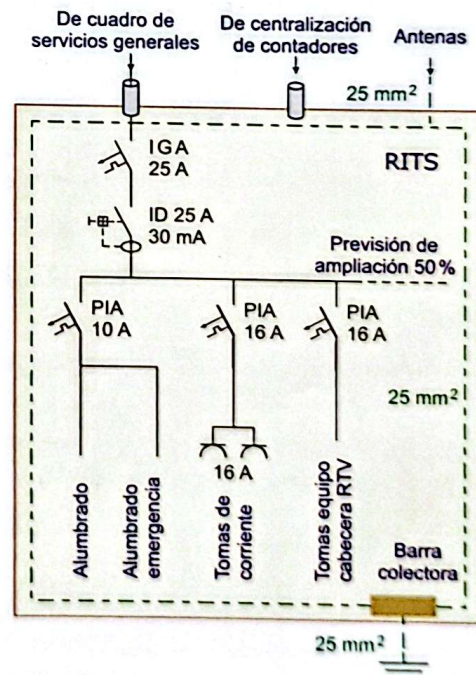 De cuadro de
servicios generales
De centralización
de contadores
Antenas
25 mm²
IGA
25 A
RITS
ID 25 A
30 mA
Previsión de
ampliación 50 %
PIA
10 A
PIA
16 A
PIA
16 A
25 mm²
16 A
Alumbrado
Alumbrado
emergencia
Tomas de
corriente
Tomas equipo
cabecera RTV
Barra
colectora
25 mm²